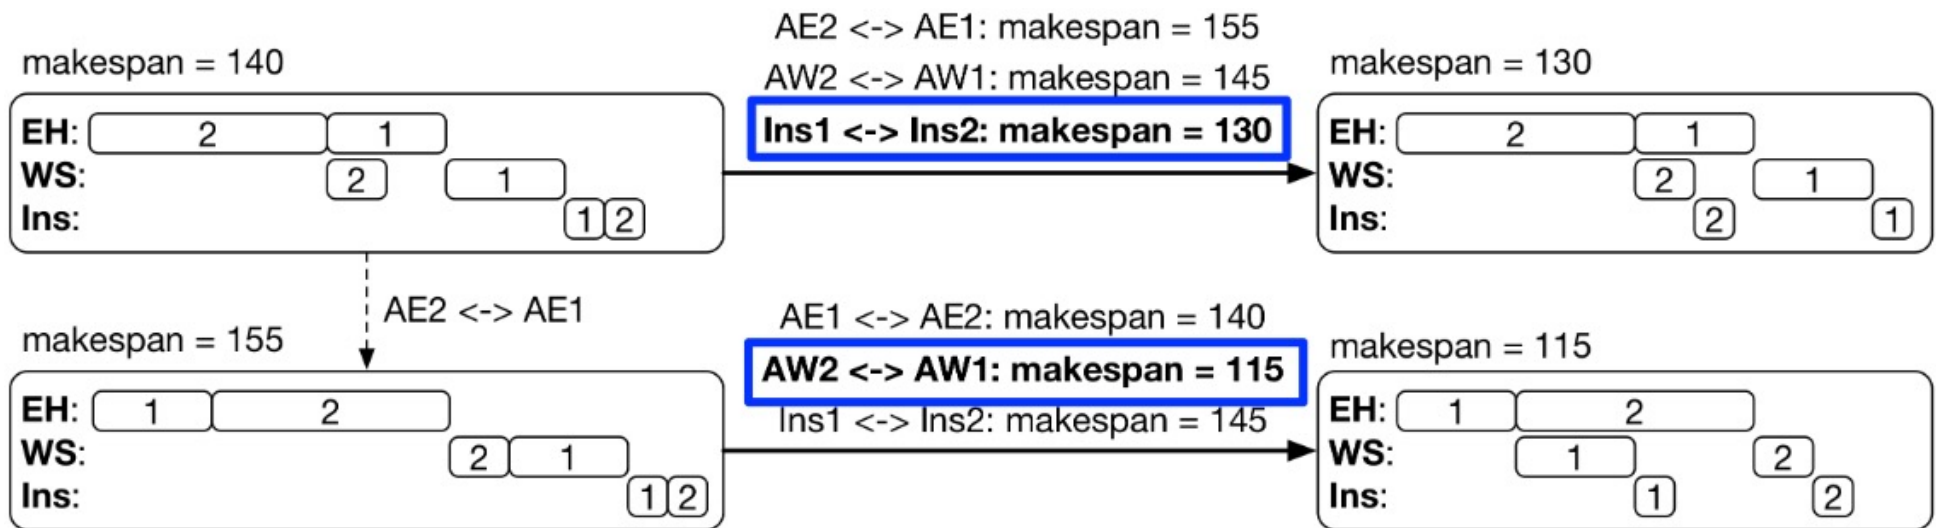 makespan = 140
EH: 2 1
WS: 2 1
Ins: 1 2
AE2 <-> AE1: makespan = 155
AW2 <-> AW1: makespan = 145
Ins1 <-> Ins2: makespan = 130
makespan = 130
EH: 2 1
WS: 2 1
Ins: 2 1
AE2 <-> AE1
makespan = 155
EH: 1 2
WS: 2 1
Ins: 1 2
AE1 <-> AE2: makespan = 140
AW2 <-> AW1: makespan = 115
Ins1 <-> Ins2: makespan = 145
makespan = 115
EH: 1 2
WS: 1 2
Ins: 1 2